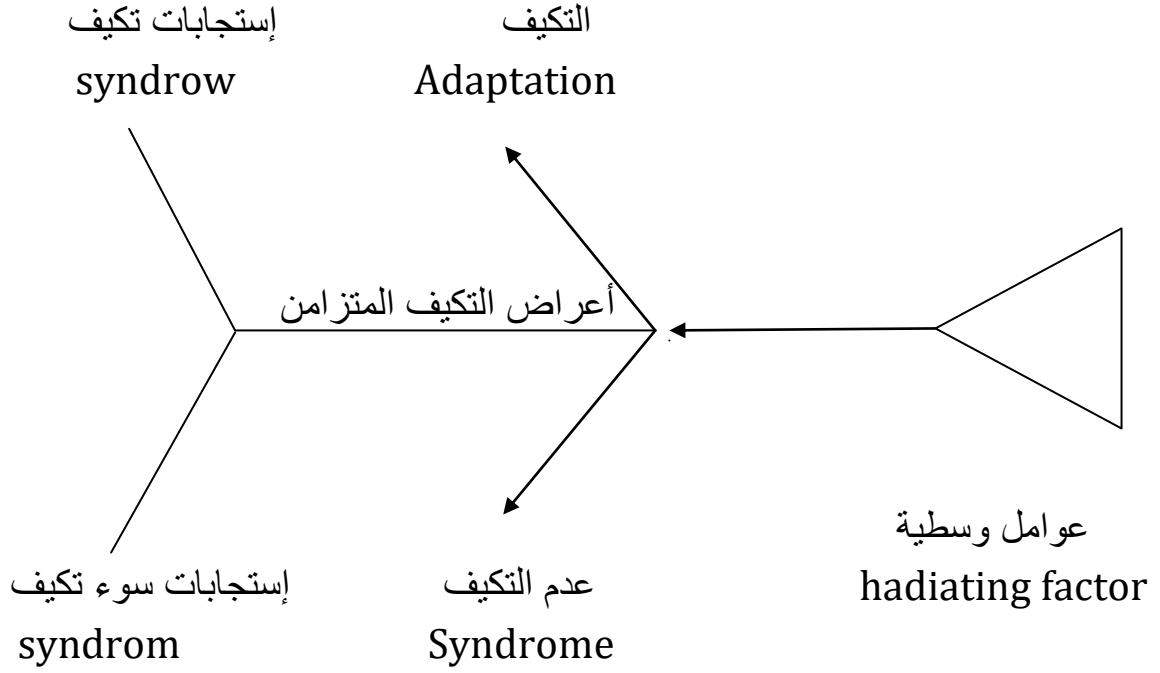 إستجابات تكيف
syndrow
التكيف
Adaptation
أعراض التكيف المتزامن
عوامل وسطية
hadiating factor
عدم التكيف
Syndrome
إستجابات سوء تكيف
syndrom